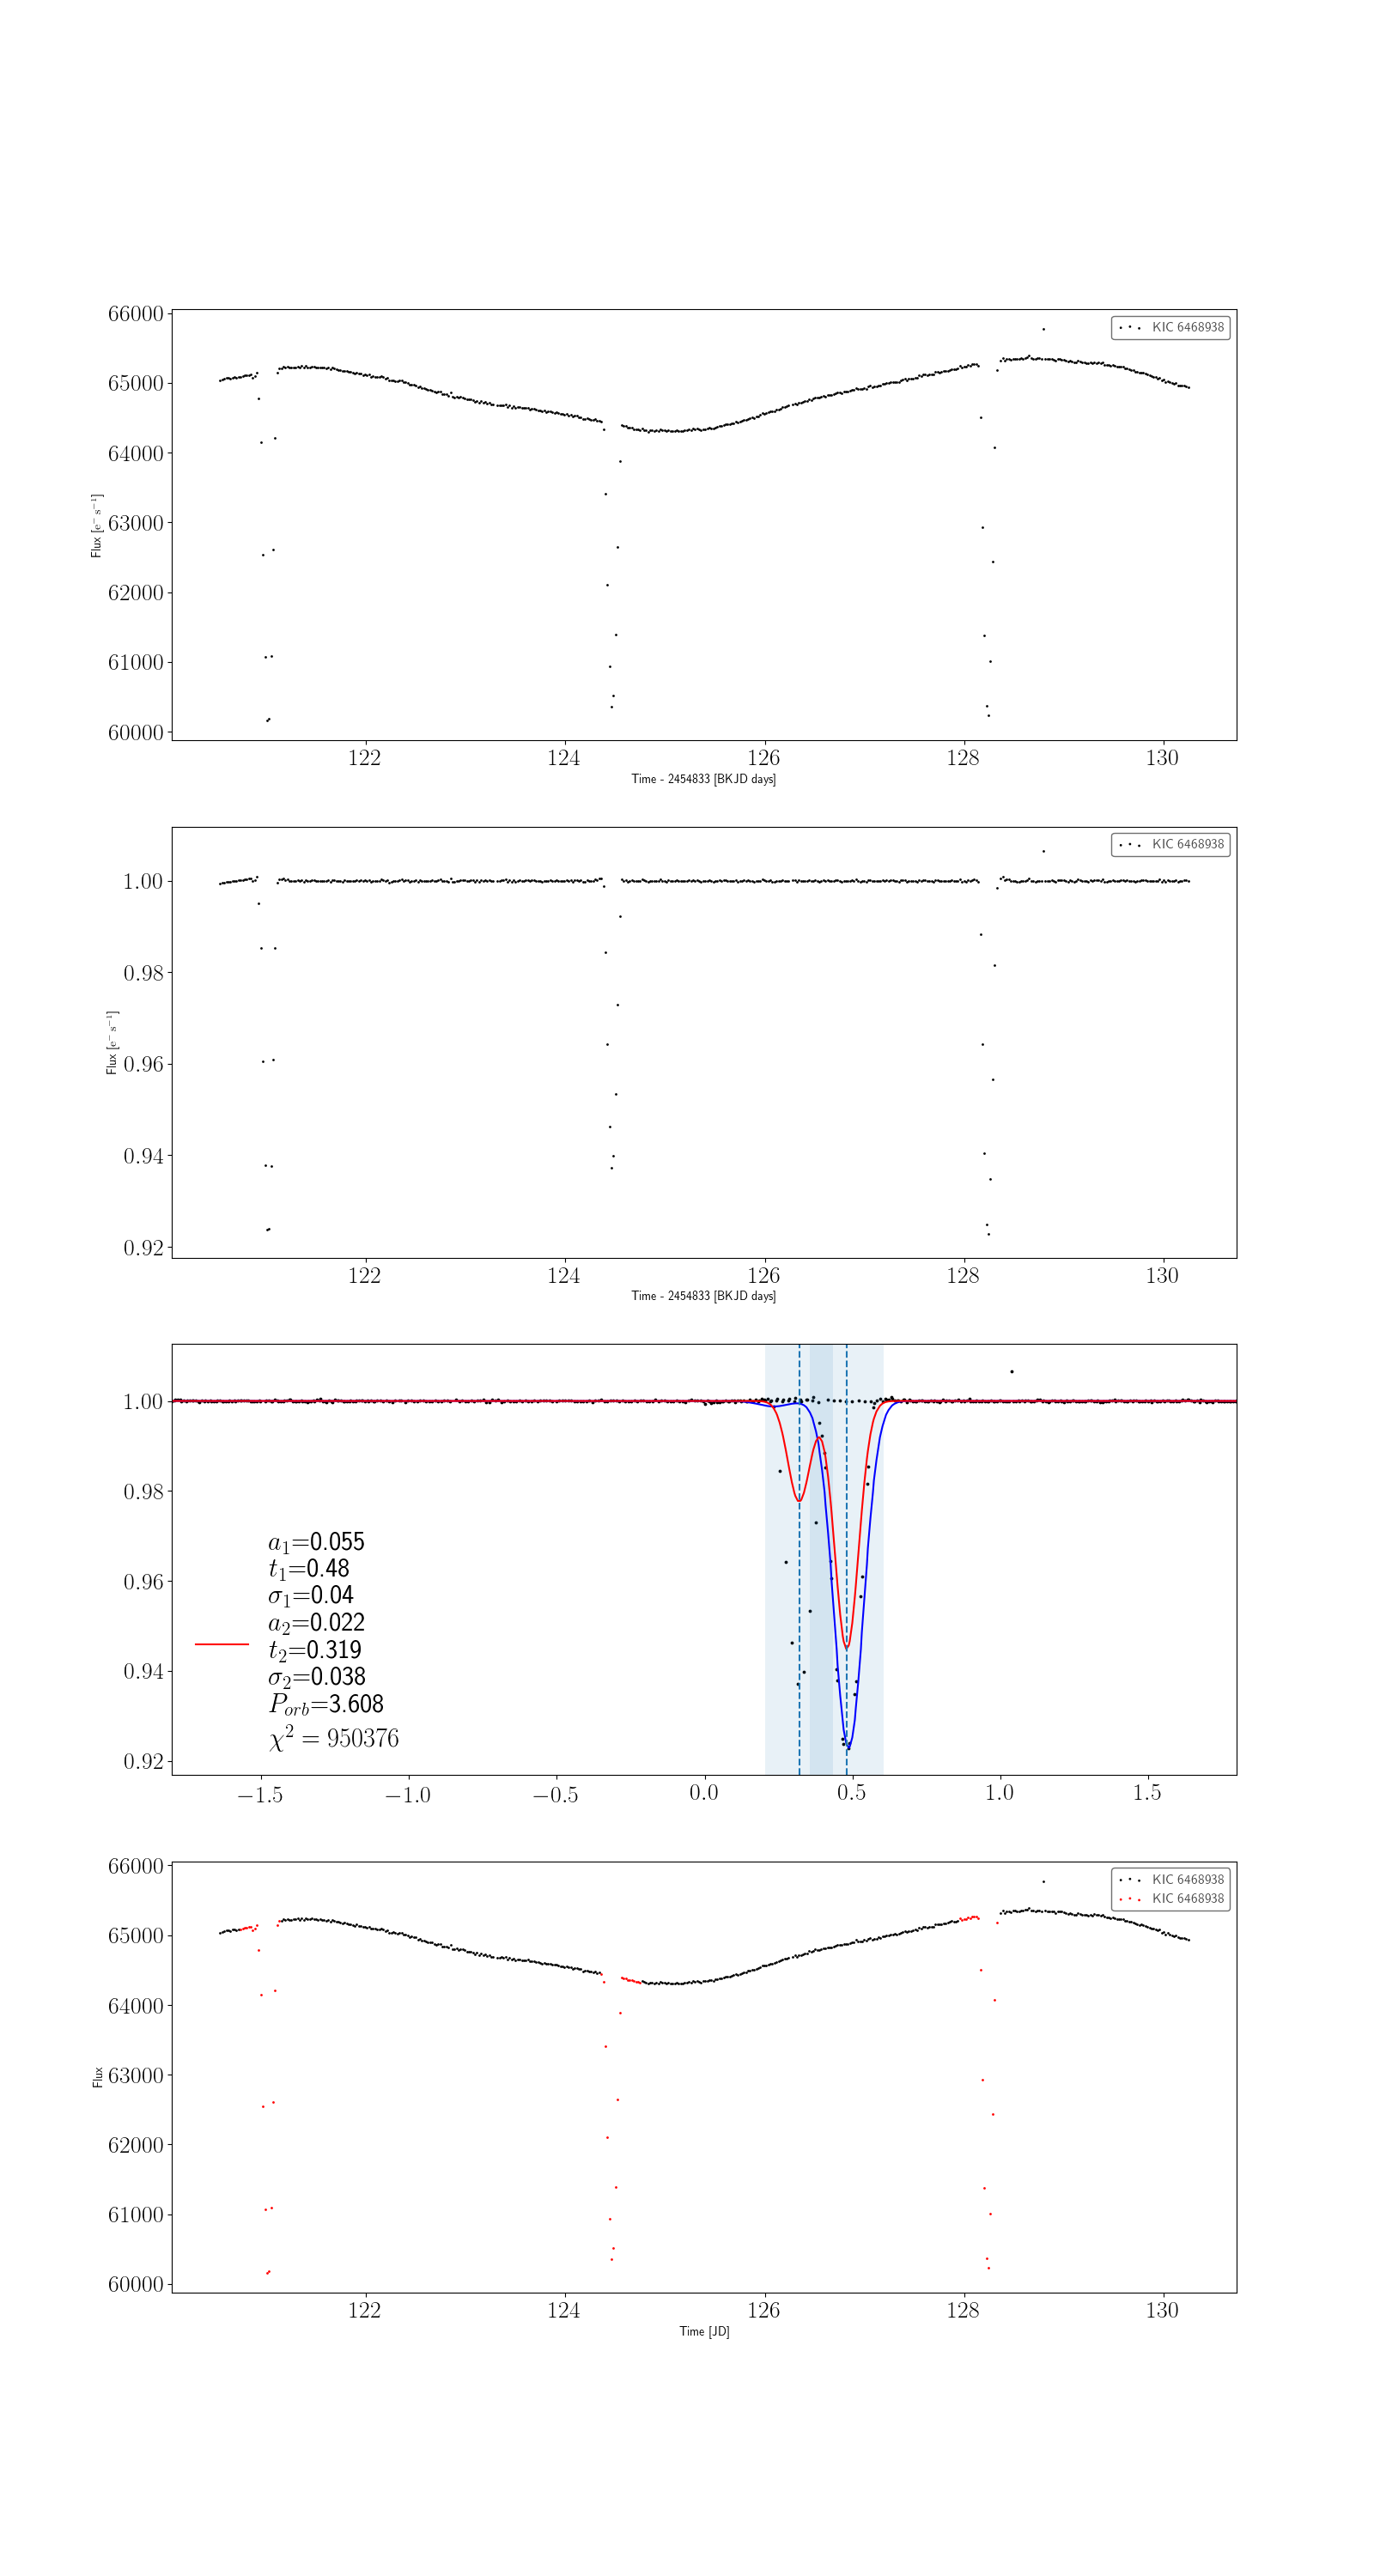 66000
65000
64000
63000
62000
61000
60000
Flux [e⁻ s⁻¹]
KIC 6468938
122 124 126 128 130
Time - 2454833 [BKJD days]
1.00
0.98
0.96
0.94
0.92
Flux [e⁻ s⁻¹]
KIC 6468938
122 124 126 128 130
Time - 2454833 [BKJD days]
1.00
0.98
0.96
0.94
0.92
a₁=0.055
t₁=0.48
σ₁=0.04
a₂=0.022
t₂=0.319
σ₂=0.038
P_orb=3.608
χ² = 950376
−1.5 −1.0 −0.5 0.0 0.5 1.0 1.5
66000
65000
64000
63000
62000
61000
60000
Flux
KIC 6468938
KIC 6468938
122 124 126 128 130
Time [JD]